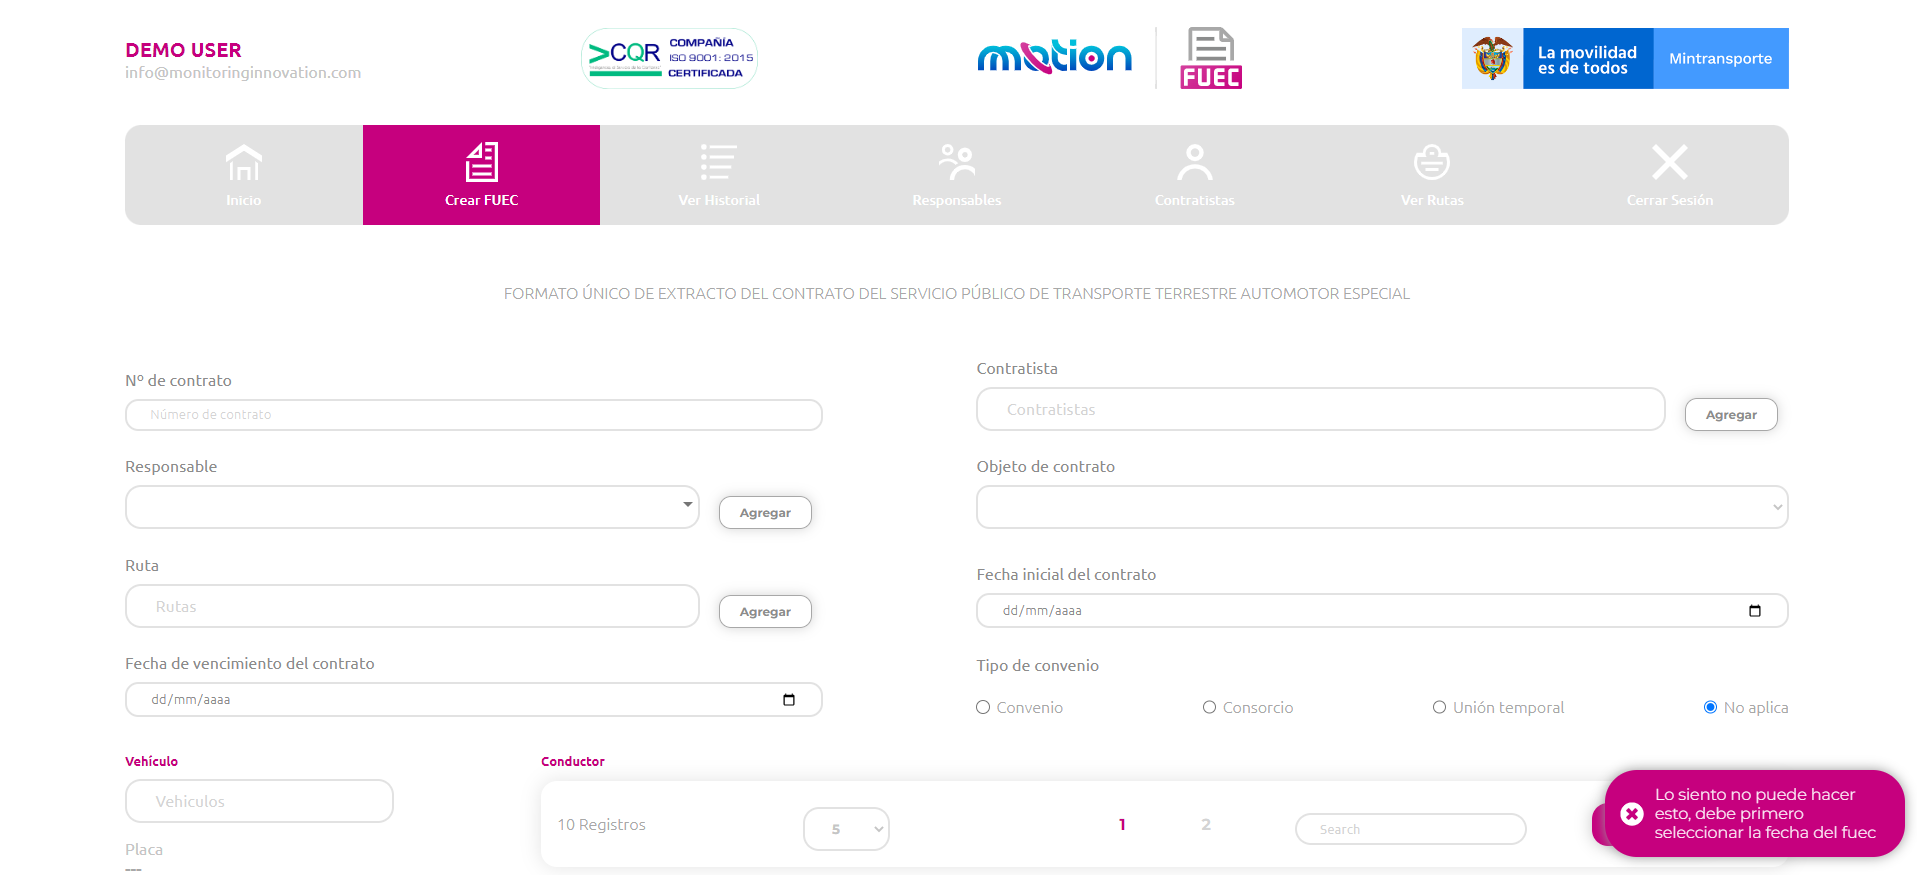 DEMO USER
info@monitoringinnovation.com
CQR
COMPAÑÍA
ISO 9001: 2015
CERTIFICADA
motion
FUEC
La movilidad
es de todos
Mintransporte
Inicio
Crear FUEC
Ver Historial
Responsables
Contratistas
Ver Rutas
Cerrar Sesión
FORMATO ÚNICO DE EXTRACTO DEL CONTRATO DEL SERVICIO PÚBLICO DE TRANSPORTE TERRESTRE AUTOMOTOR ESPECIAL
Nº de contrato
Número de contrato
Contratista
Contratistas
Agregar
Responsable
Agregar
Objeto de contrato
Ruta
Rutas
Agregar
Fecha inicial del contrato
dd/mm/aaaa
Fecha de vencimiento del contrato
dd/mm/aaaa
Tipo de convenio
Convenio
Consorcio
Unión temporal
No aplica
Vehículo
Vehiculos
Placa
---
Conductor
10 Registros
5
1
2
Search
Lo siento no puede hacer
esto, debe primero
seleccionar la fecha del fuec